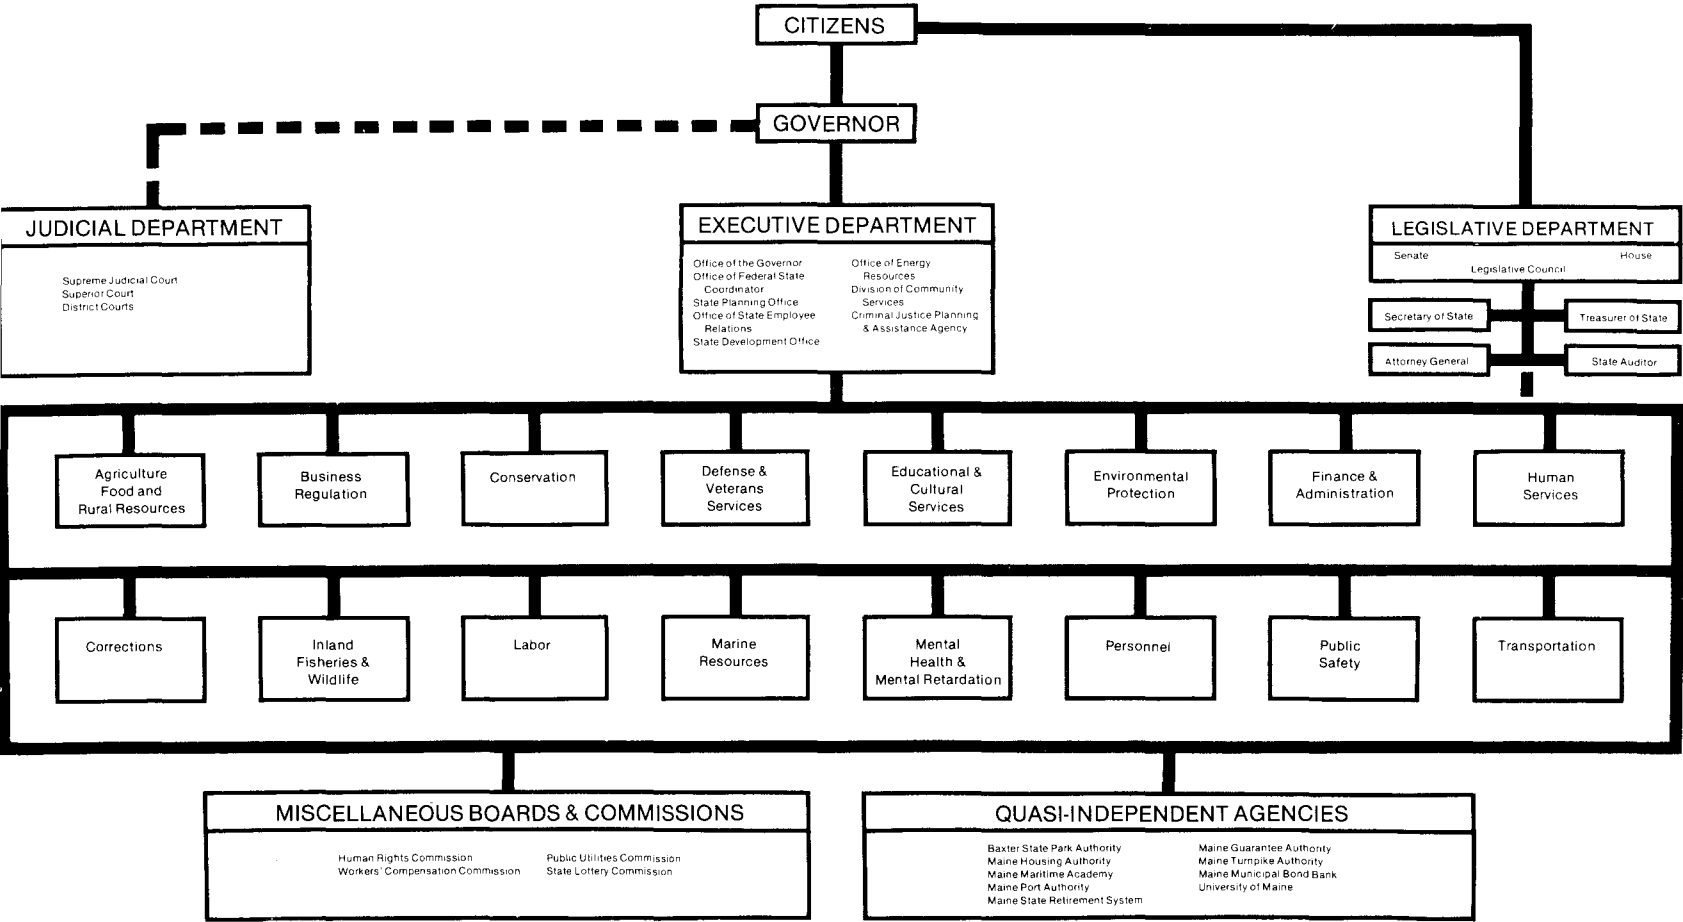 CITIZENS
GOVERNOR
JUDICIAL DEPARTMENT
Supreme Judicial Court
Superior Court
District Courts
EXECUTIVE DEPARTMENT
Office of the Governor
Office of Federal State
Coordinator
State Planning Office
Office of State Employee
Relations
State Development Office
Office of Energy
Resources
Division of Community
Services
Criminal Justice Planning
& Assistance Agency
LEGISLATIVE DEPARTMENT
Senate House
Legislative Council
Secretary of State
Treasurer of State
Attorney General
State Auditor
Agriculture
Food and
Rural Resources
Business
Regulation
Conservation
Defense &
Veterans
Services
Educational &
Cultural
Services
Environmental
Protection
Finance &
Administration
Human
Services
Corrections
Inland
Fisheries &
Wildlife
Labor
Marine
Resources
Mental
Health &
Mental Retardation
Personnel
Public
Safety
Transportation
MISCELLANEOUS BOARDS & COMMISSIONS
Human Rights Commission
Workers' Compensation Commission
Public Utilities Commission
State Lottery Commission
QUASI-INDEPENDENT AGENCIES
Baxter State Park Authority
Maine Housing Authority
Maine Maritime Academy
Maine Port Authority
Maine State Retirement System
Maine Guarantee Authority
Maine Turnpike Authority
Maine Municipal Bond Bank
University of Maine